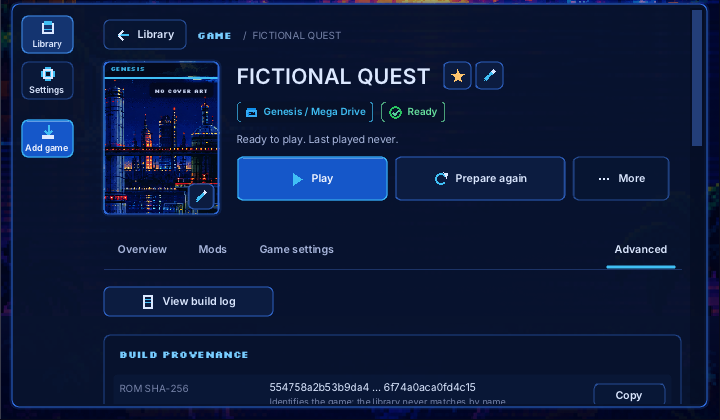 Library
Settings
Add game
Library
GAME / FICTIONAL QUEST
GENESIS
NO COVER ART
FICTIONAL QUEST
Genesis / Mega Drive
Ready
Ready to play. Last played never.
Play
Prepare again
More
Overview
Mods
Game settings
Advanced
View build log
BUILD PROVENANCE
ROM SHA-256
554758a2b53b9da4 ... 6f74a0aca0fd4c15
Copy
Identifies the game; the library never matches by name